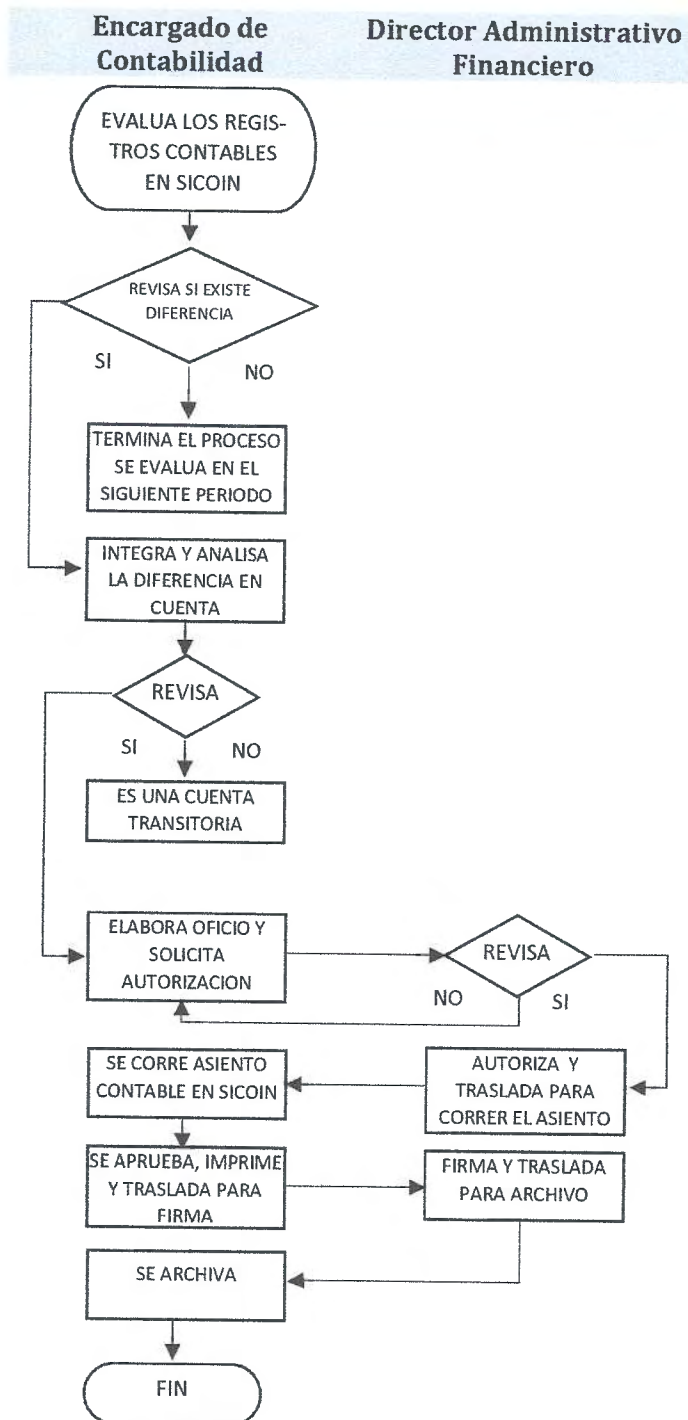 Encargado de
Contabilidad
Director Administrativo
Financiero
EVALUA LOS REGIS-
TROS CONTABLES
EN SICOIN
REVISA SI EXISTE
DIFERENCIA
SI
NO
TERMINA EL PROCESO
SE EVALUA EN EL
SIGUIENTE PERIODO
INTEGRA Y ANALISA
LA DIFERENCIA EN
CUENTA
REVISA
SI
NO
ES UNA CUENTA
TRANSITORIA
ELABORA OFICIO Y
SOLICITA
AUTORIZACION
REVISA
NO
SI
AUTORIZA Y
TRASLADA PARA
CORRER EL ASIENTO
SE CORRE ASIENTO
CONTABLE EN SICOIN
SE APRUEBA, IMPRIME
Y TRASLADA PARA
FIRMA
FIRMA Y TRASLADA
PARA ARCHIVO
SE ARCHIVA
FIN